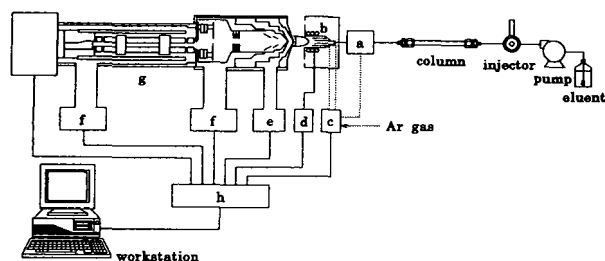 b
a
column
injector
pump
eluent
g
f
f
e
d
c
Ar gas
h
workstation